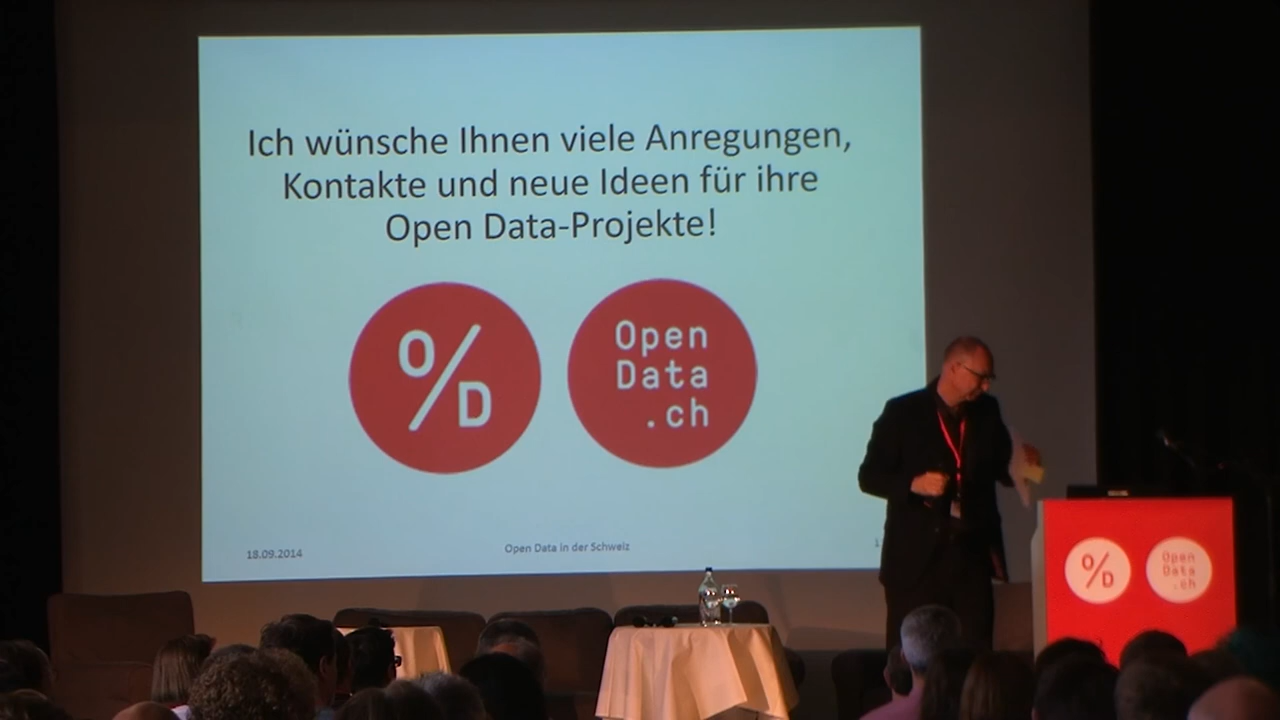 Ich wünsche Ihnen viele Anregungen,
Kontakte und neue Ideen für ihre
Open Data-Projekte!
O/D
Open
Data
.ch
18.09.2014
Open Data in der Schweiz
O/D
Open
Data
.ch